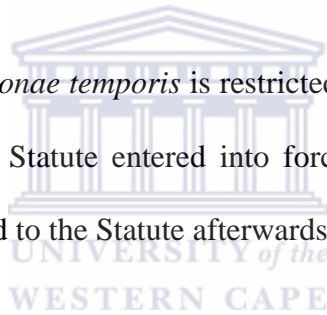 onae temporis is restricted
Statute entered into forc
d to the Statute afterwards
UNIVERSITY of the
WESTERN CAPE